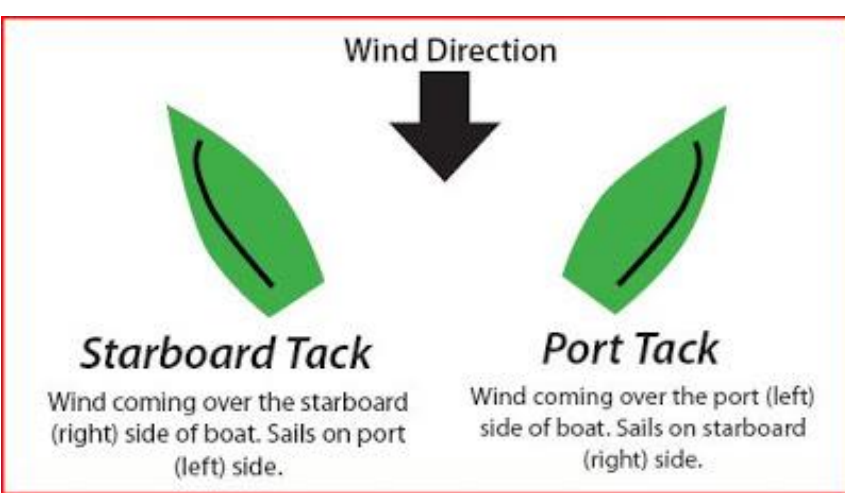 Wind Direction
Starboard Tack
Wind coming over the starboard
(right) side of boat. Sails on port
(left) side.
Port Tack
Wind coming over the port (left)
side of boat. Sails on starboard
(right) side.